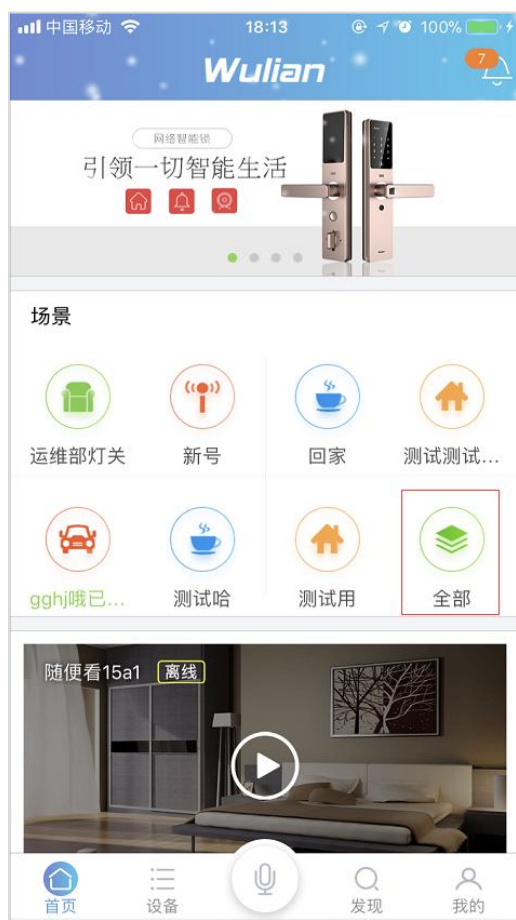 中国移动 18:13 100%
Wulian
7
网络智能锁
引领一切智能生活
场景
运维部灯关 新号 回家 测试测试...
gghj哦已... 测试哈 测试用 全部
随便看15a1 离线
首页 设备 发现 我的